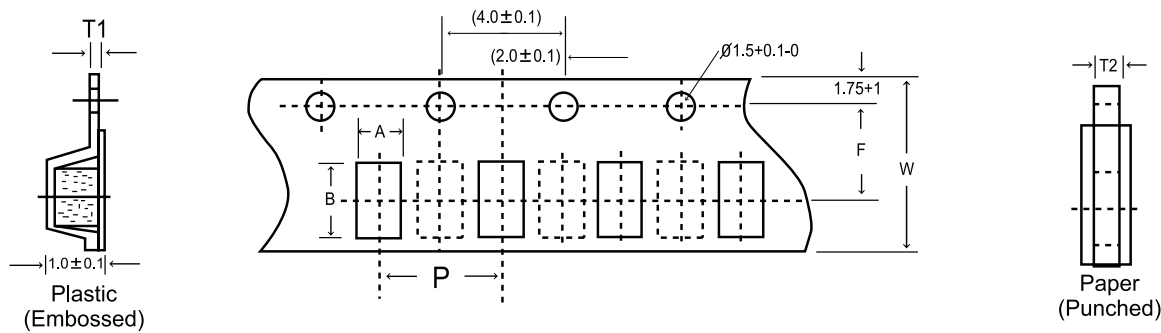 T1
1.0±0.1
Plastic
(Embossed)
(4.0±0.1)
(2.0±0.1)
Ø1.5+0.1-0
1.75+1
A
B
F
W
P
T2
Paper
(Punched)